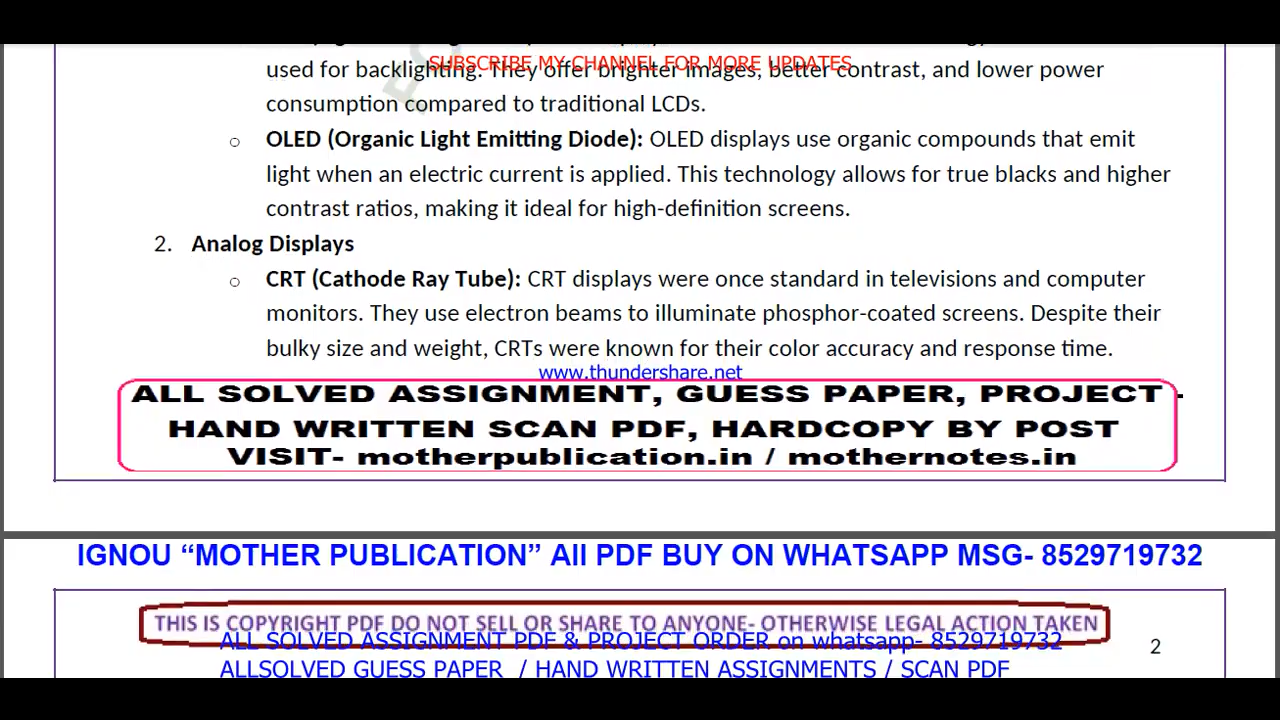 SUBSCRIBE MY CHANNEL FOR MORE UPDATES
used for backlighting. They offer brighter images, better contrast, and lower power
consumption compared to traditional LCDs.
o OLED (Organic Light Emitting Diode): OLED displays use organic compounds that emit
light when an electric current is applied. This technology allows for true blacks and higher
contrast ratios, making it ideal for high-definition screens.
2. Analog Displays
o CRT (Cathode Ray Tube): CRT displays were once standard in televisions and computer
monitors. They use electron beams to illuminate phosphor-coated screens. Despite their
bulky size and weight, CRTs were known for their color accuracy and response time.
www.thundershare.net
ALL SOLVED ASSIGNMENT, GUESS PAPER, PROJECT -
HAND WRITTEN SCAN PDF, HARDCOPY BY POST
VISIT- motherpublication.in / mothernotes.in
IGNOU “MOTHER PUBLICATION” All PDF BUY ON WHATSAPP MSG- 8529719732
THIS IS COPYRIGHT PDF DO NOT SELL OR SHARE TO ANYONE- OTHERWISE LEGAL ACTION TAKEN
ALL SOLVED ASSIGNMENT PDF & PROJECT ORDER on whatsapp- 8529719732
2
ALLSOLVED GUESS PAPER / HAND WRITTEN ASSIGNMENTS / SCAN PDF